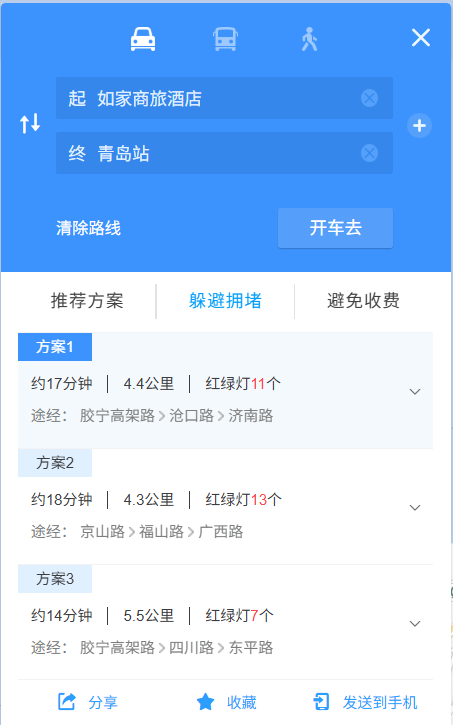 起 如家商旅酒店
终 青岛站
清除路线 开车去
推荐方案 躲避拥堵 避免收费
方案1
约17分钟 4.4公里 红绿灯11个
途经： 胶宁高架路 沧口路 济南路
方案2
约18分钟 4.3公里 红绿灯13个
途经： 京山路 福山路 广西路
方案3
约14分钟 5.5公里 红绿灯7个
途经： 胶宁高架路 四川路 东平路
分享 收藏 发送到手机